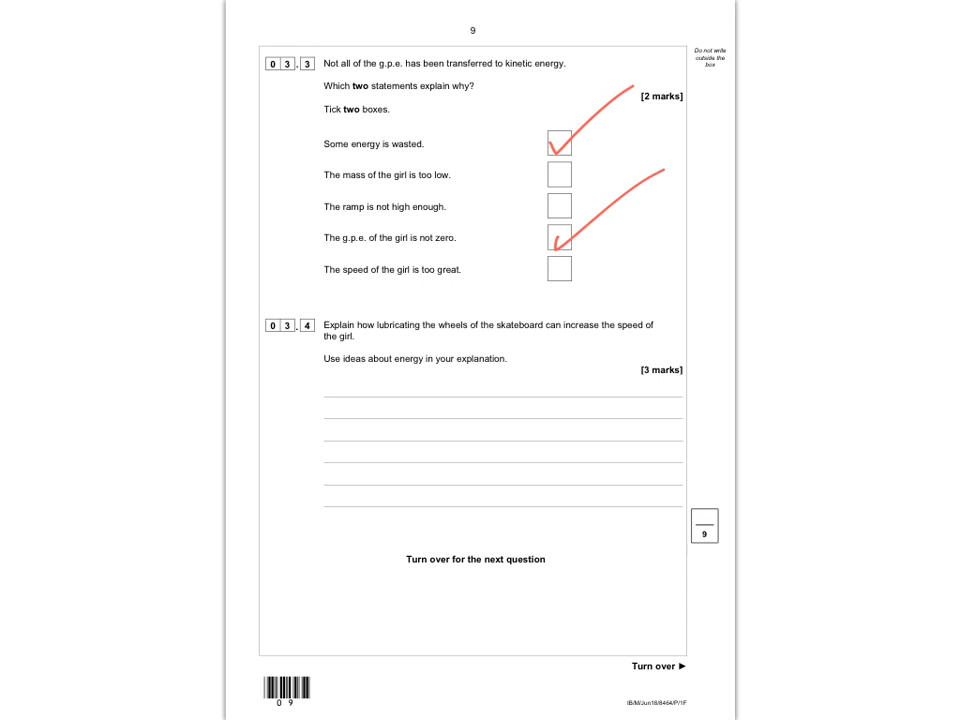 9
Do not write
outside the
box
0 3 . 3 Not all of the g.p.e. has been transferred to kinetic energy.
Which two statements explain why?
[2 marks]
Tick two boxes.
Some energy is wasted.
The mass of the girl is too low.
The ramp is not high enough.
The g.p.e. of the girl is not zero.
The speed of the girl is too great.
0 3 . 4 Explain how lubricating the wheels of the skateboard can increase the speed of
the girl.
Use ideas about energy in your explanation.
[3 marks]
9
Turn over for the next question
Turn over ►
0 9
IB/M/Jun18/8464/P/1F